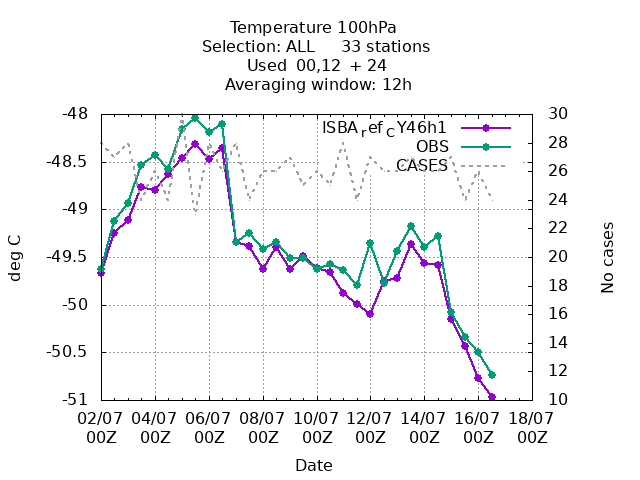 Temperature 100hPa
Selection: ALL 33 stations
Used 00,12 + 24
Averaging window: 12h
ISBA_ref_CY46h1
OBS
CASES
-48
-48.5
-49
-49.5
-50
-50.5
-51
30
28
26
24
22
20
18
16
14
12
10
deg C
No cases
02/07 04/07 06/07 08/07 10/07 12/07 14/07 16/07 18/07
00Z 00Z 00Z 00Z 00Z 00Z 00Z 00Z 00Z
Date